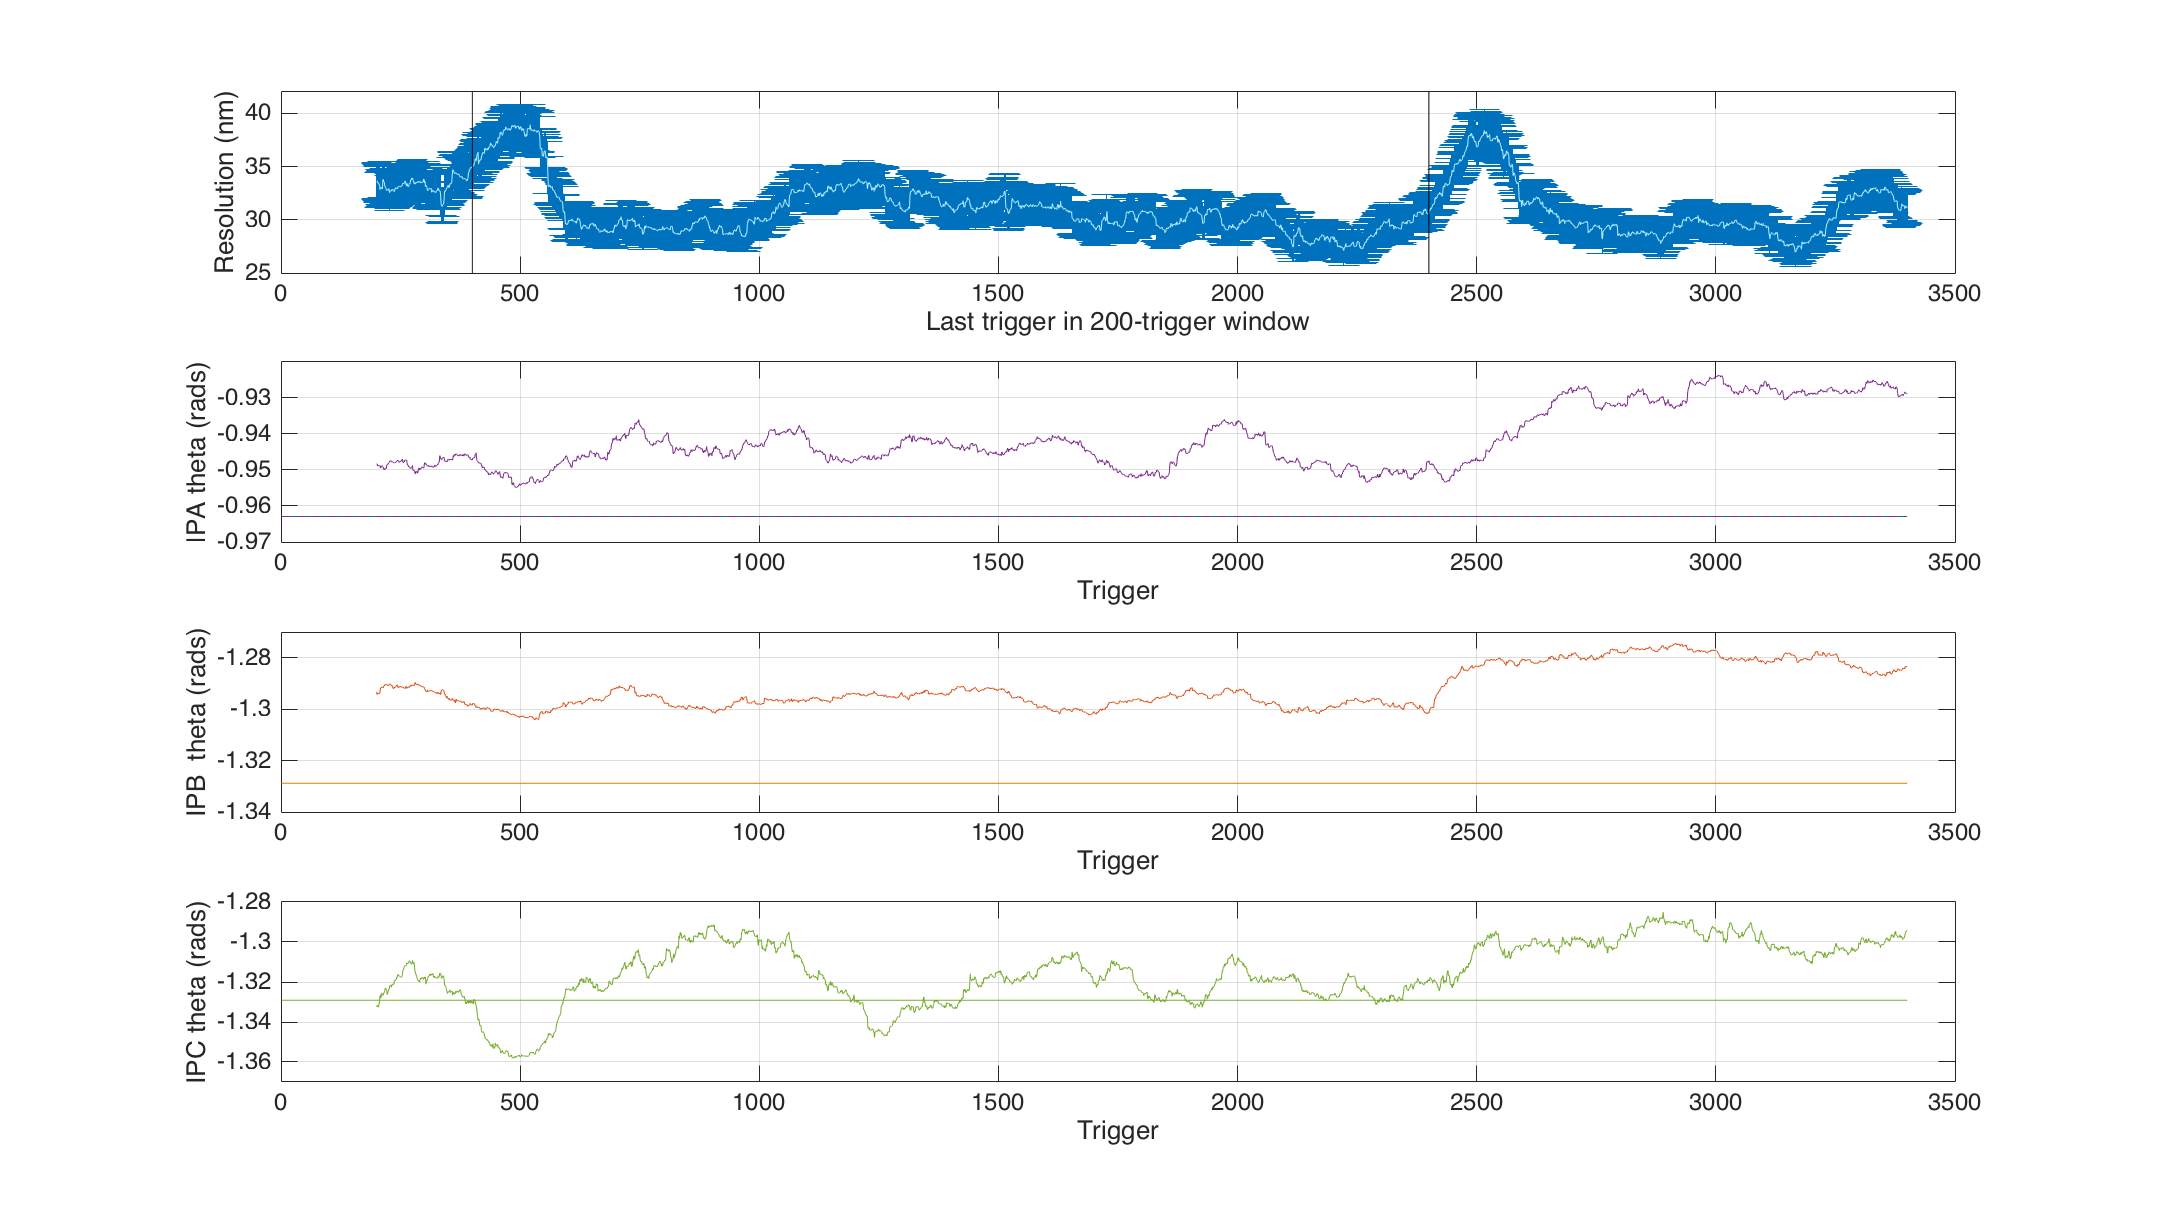 Resolution (nm)
40
35
30
25
0 500 1000 1500 2000 2500 3000 3500
Last trigger in 200-trigger window
IPA theta (rads)
-0.93
-0.94
-0.95
-0.96
-0.97
0 500 1000 1500 2000 2500 3000 3500
Trigger
IPB theta (rads)
-1.28
-1.3
-1.32
-1.34
0 500 1000 1500 2000 2500 3000 3500
Trigger
IPC theta (rads)
-1.28
-1.3
-1.32
-1.34
-1.36
0 500 1000 1500 2000 2500 3000 3500
Trigger